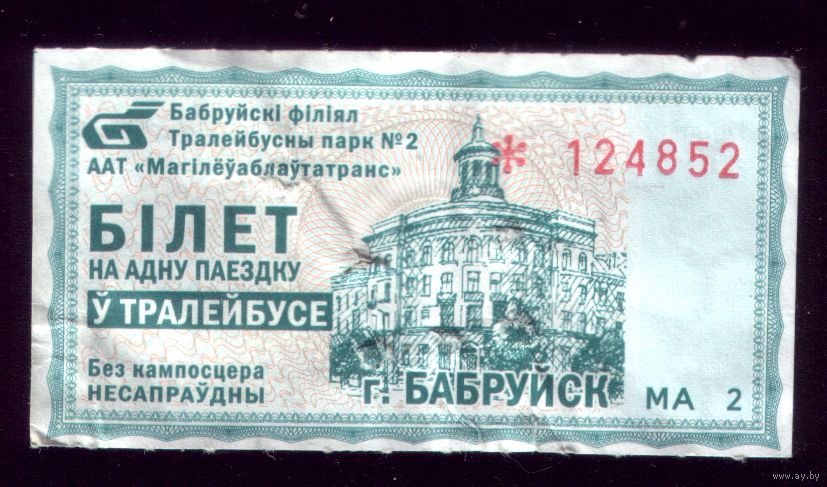 Бабруйскі філіял
Тралейбусны парк №2
ААТ «Магілёўаблаўтатранс»
* 124852
БІЛЕТ
НА АДНУ ПАЕЗДКУ
Ў ТРАЛЕЙБУСЕ
Без кампосцера
НЕСАПРАЎДНЫ
г. БАБРУЙСК
МА 2
www.ay.by